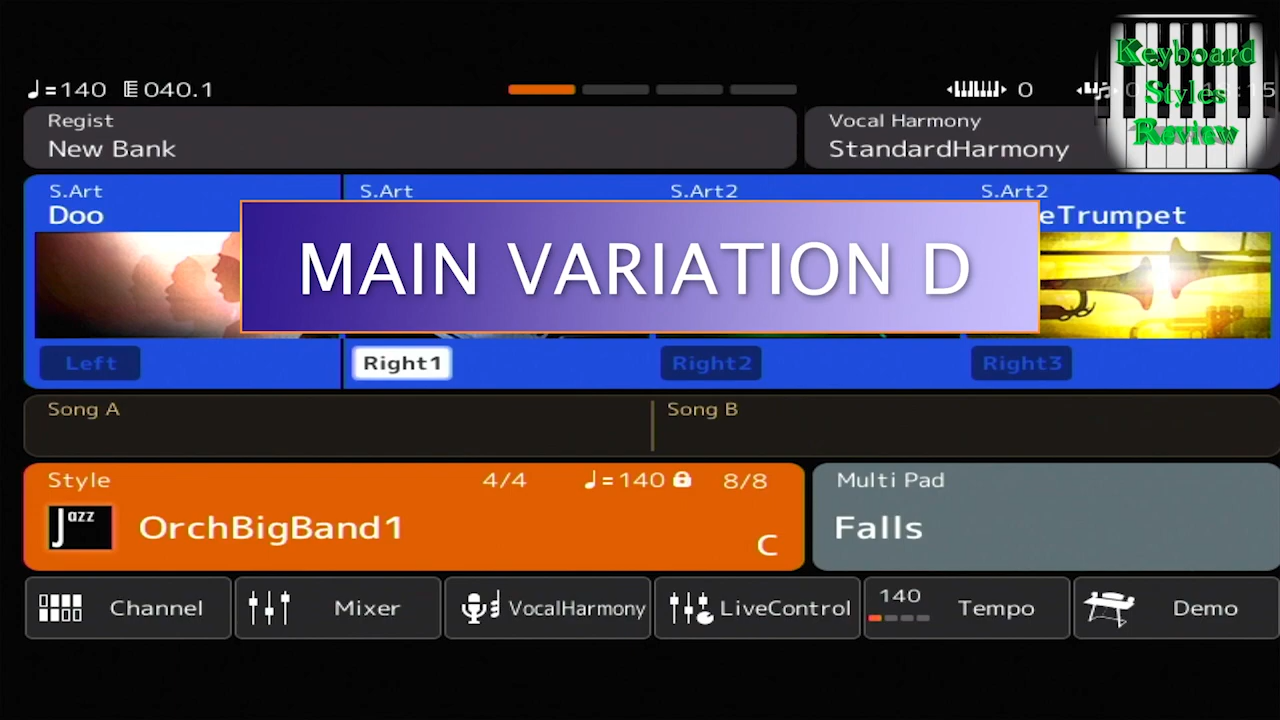 ♩=140 040.1
0
Keyboard
Styles
Review
Regist
New Bank
Vocal Harmony
StandardHarmony
S.Art
Doo
S.Art
S.Art2
S.Art2
eTrumpet
MAIN VARIATION D
Left
Right1
Right2
Right3
Song A
Song B
Style 4/4 ♩=140 8/8
Jazz
OrchBigBand1
C
Multi Pad
Falls
Channel
Mixer
VocalHarmony
LiveControl
140
Tempo
Demo